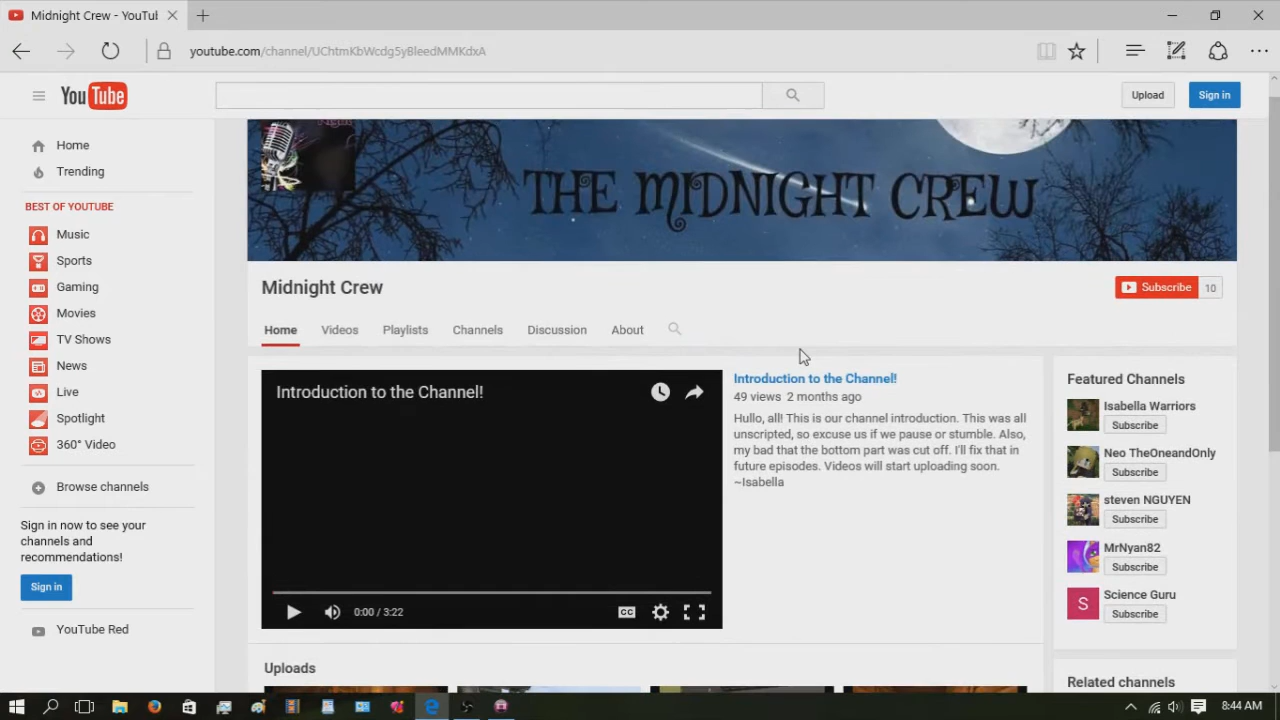 Midnight Crew - YouTub
youtube.com/channel/UChtmKbWcdg5yBleedMMKdxA
YouTube
Upload
Sign in
Home
Trending
BEST OF YOUTUBE
Music
Sports
Gaming
Movies
TV Shows
News
Live
Spotlight
360° Video
Browse channels
Sign in now to see your
channels and
recommendations!
Sign in
YouTube Red
THE MIDNIGHT CREW
Midnight Crew
Subscribe 10
Home Videos Playlists Channels Discussion About
Introduction to the Channel!
0:00 / 3:22
CC
Introduction to the Channel!
49 views 2 months ago
Hullo, all! This is our channel introduction. This was all
unscripted, so excuse us if we pause or stumble. Also,
my bad that the bottom part was cut off. I'll fix that in
future episodes. Videos will start uploading soon.
~Isabella
Uploads
Featured Channels
Isabella Warriors
Subscribe
Neo TheOneandOnly
Subscribe
steven NGUYEN
Subscribe
MrNyan82
Subscribe
S
Science Guru
Subscribe
Related channels
8:44 AM